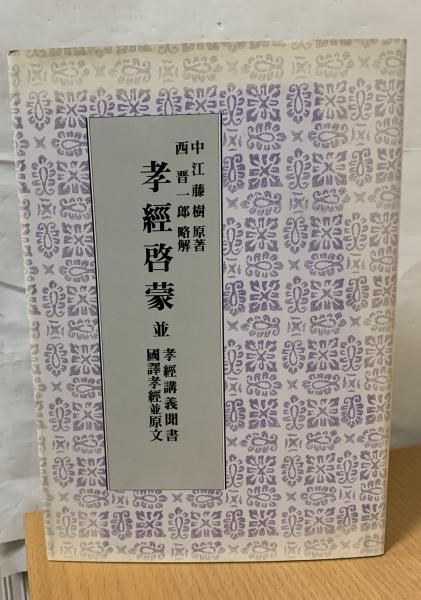 中江藤樹 原著
西 晋一郎 略解
孝經啓蒙 並
孝經講義聞書
國譯孝經並原文